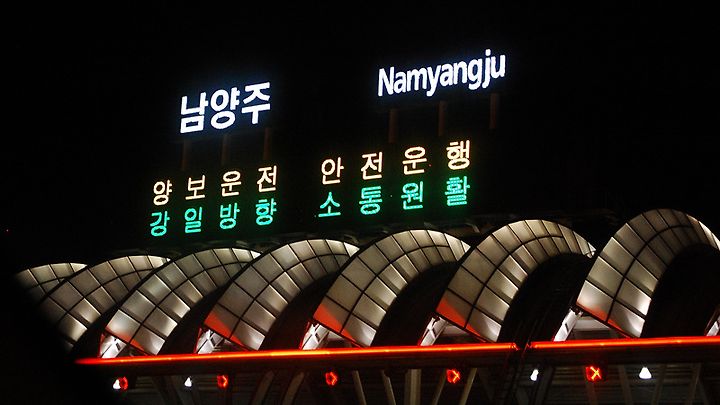 남양주 Namyangju
양보운전 안전운행
강일방향 소통원활